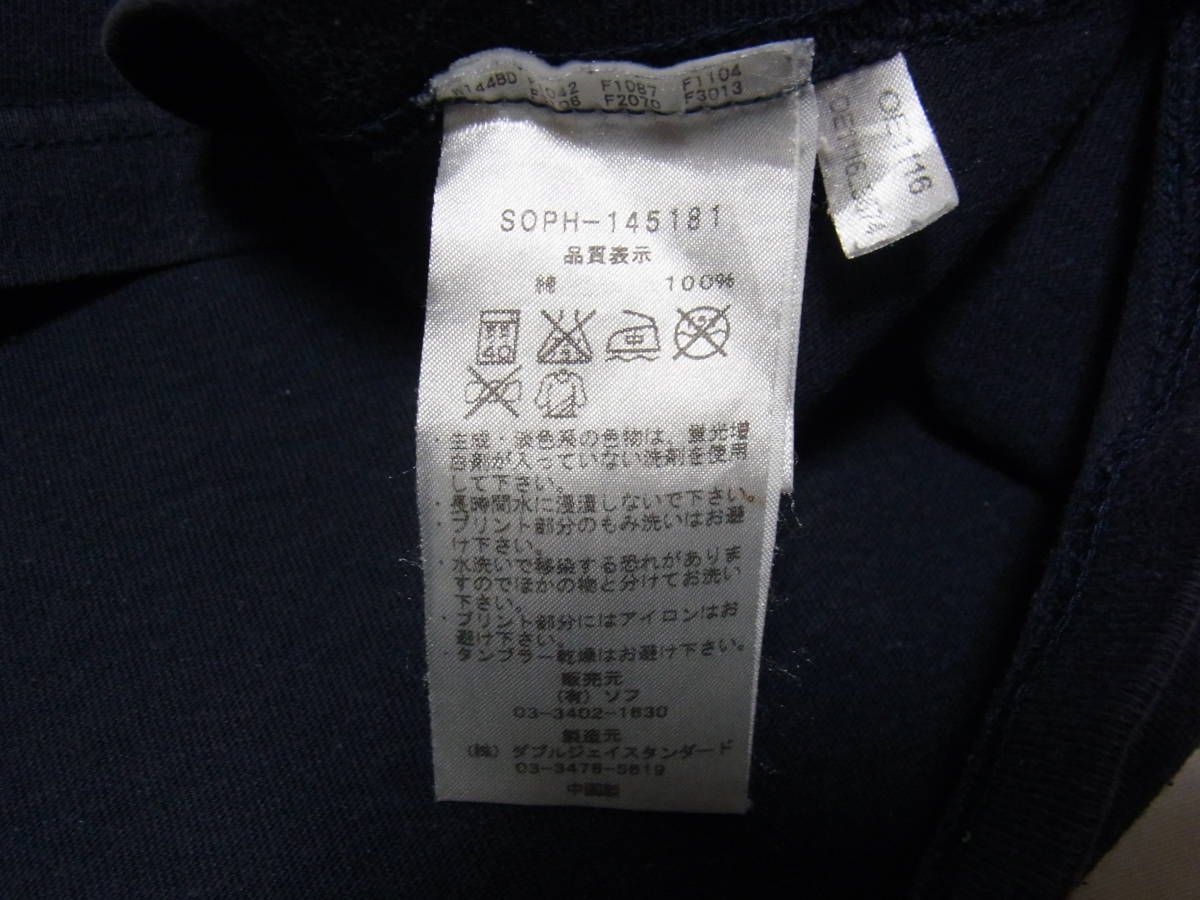 F1087 F1104
F2070 F3013
OE1716
SOPH-145181
品質表示
綿 100%
40
中
・生成・淡色系の色物は、蛍光増
白剤が入っていない洗剤を使用
して下さい。
・長時間水に浸漬しないで下さい。
・プリント部分のもみ洗いはお避
け下さい。
・水洗いで移染する恐れがありま
すのでほかの物と分けてお洗い
下さい。
・プリント部分にはアイロンはお
避け下さい。
・タンブラー乾燥はお避け下さい。
販売元
(有)ソフ
03-3402-1630
製造元
(株)ダブルジェイスタンダード
03-3478-5619
中国製